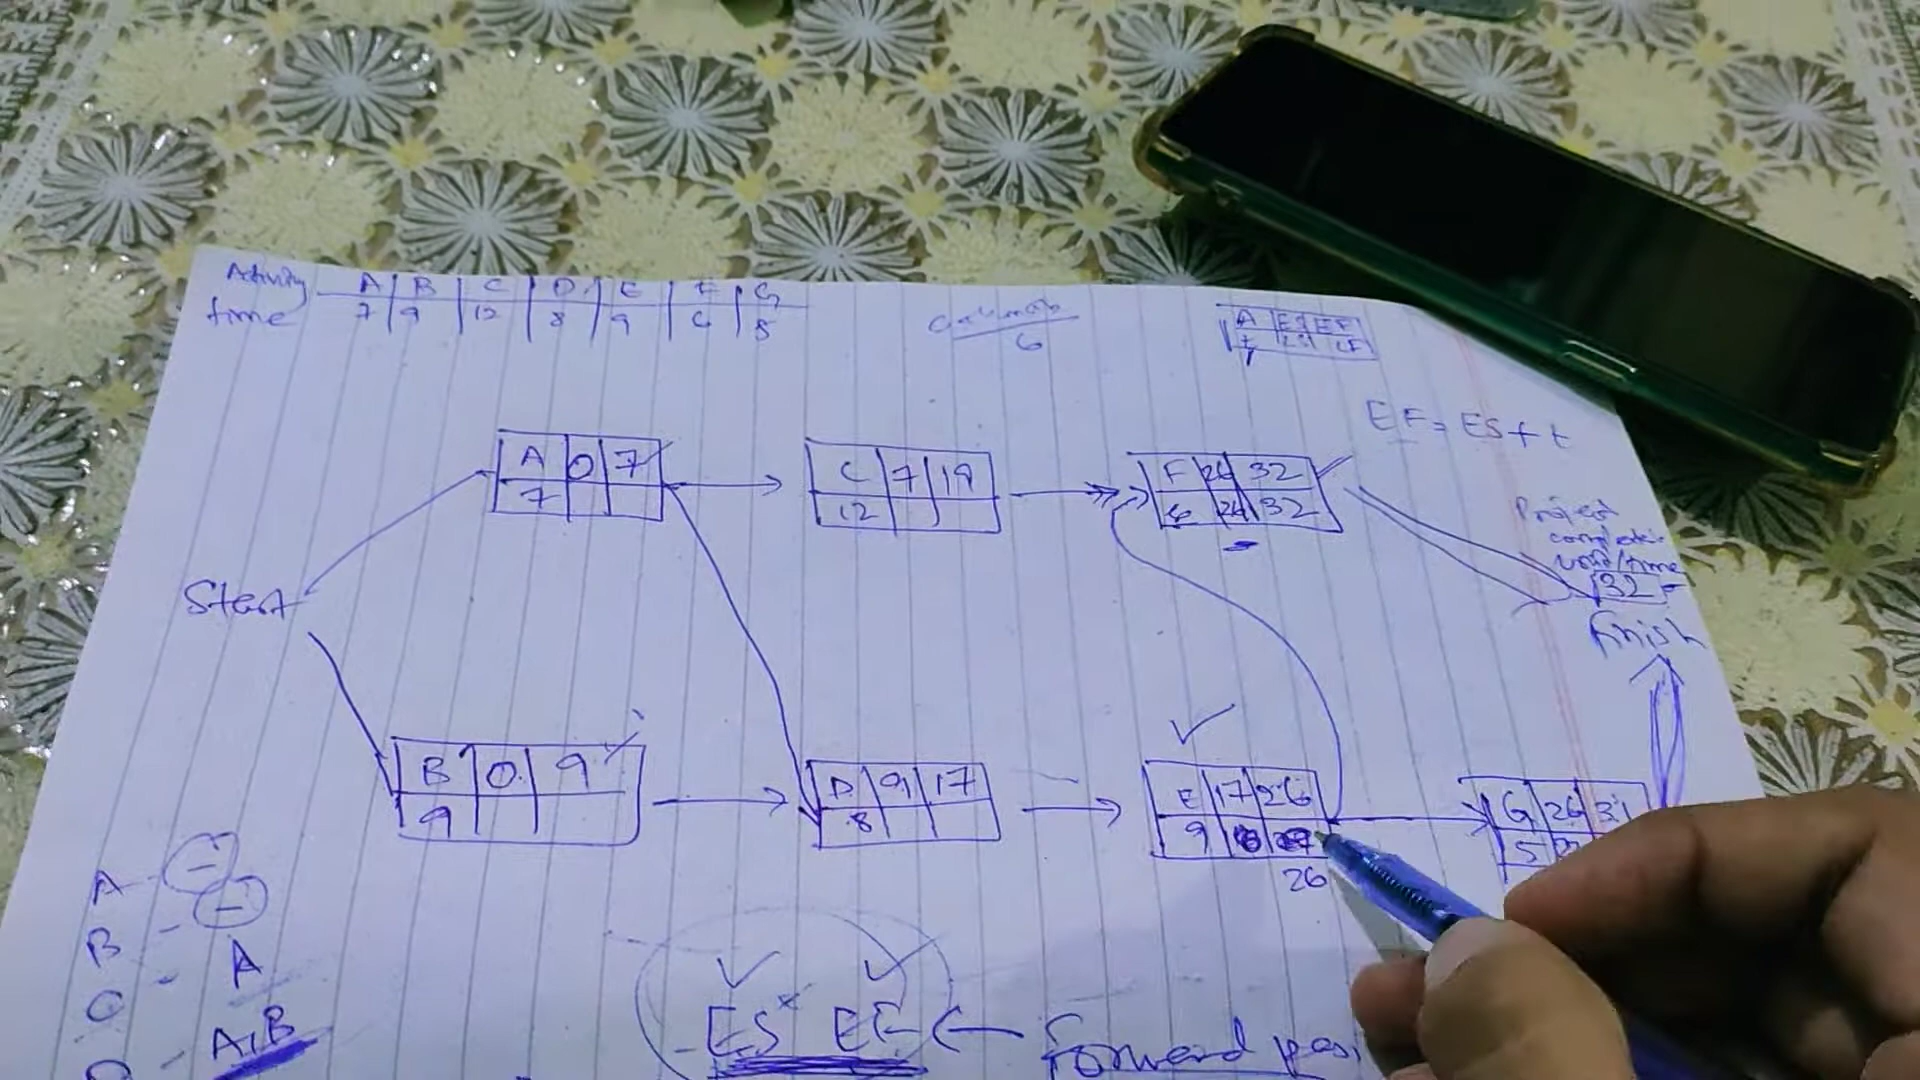 Activity A B C D E F G
time 7 9 12 8 9 6 5
6
A ES EF
t LS LF
EF = ES + t
A 0 7
7
C 7 19
12
F 26 32
6 26 32
Project
completion
time
32
finish
Start
B 0 9
9
D 9 17
8
E 17 26
9
26
G 26 31
5
A -
B -
C - A
D - A,B
ES EF ← Forward pas